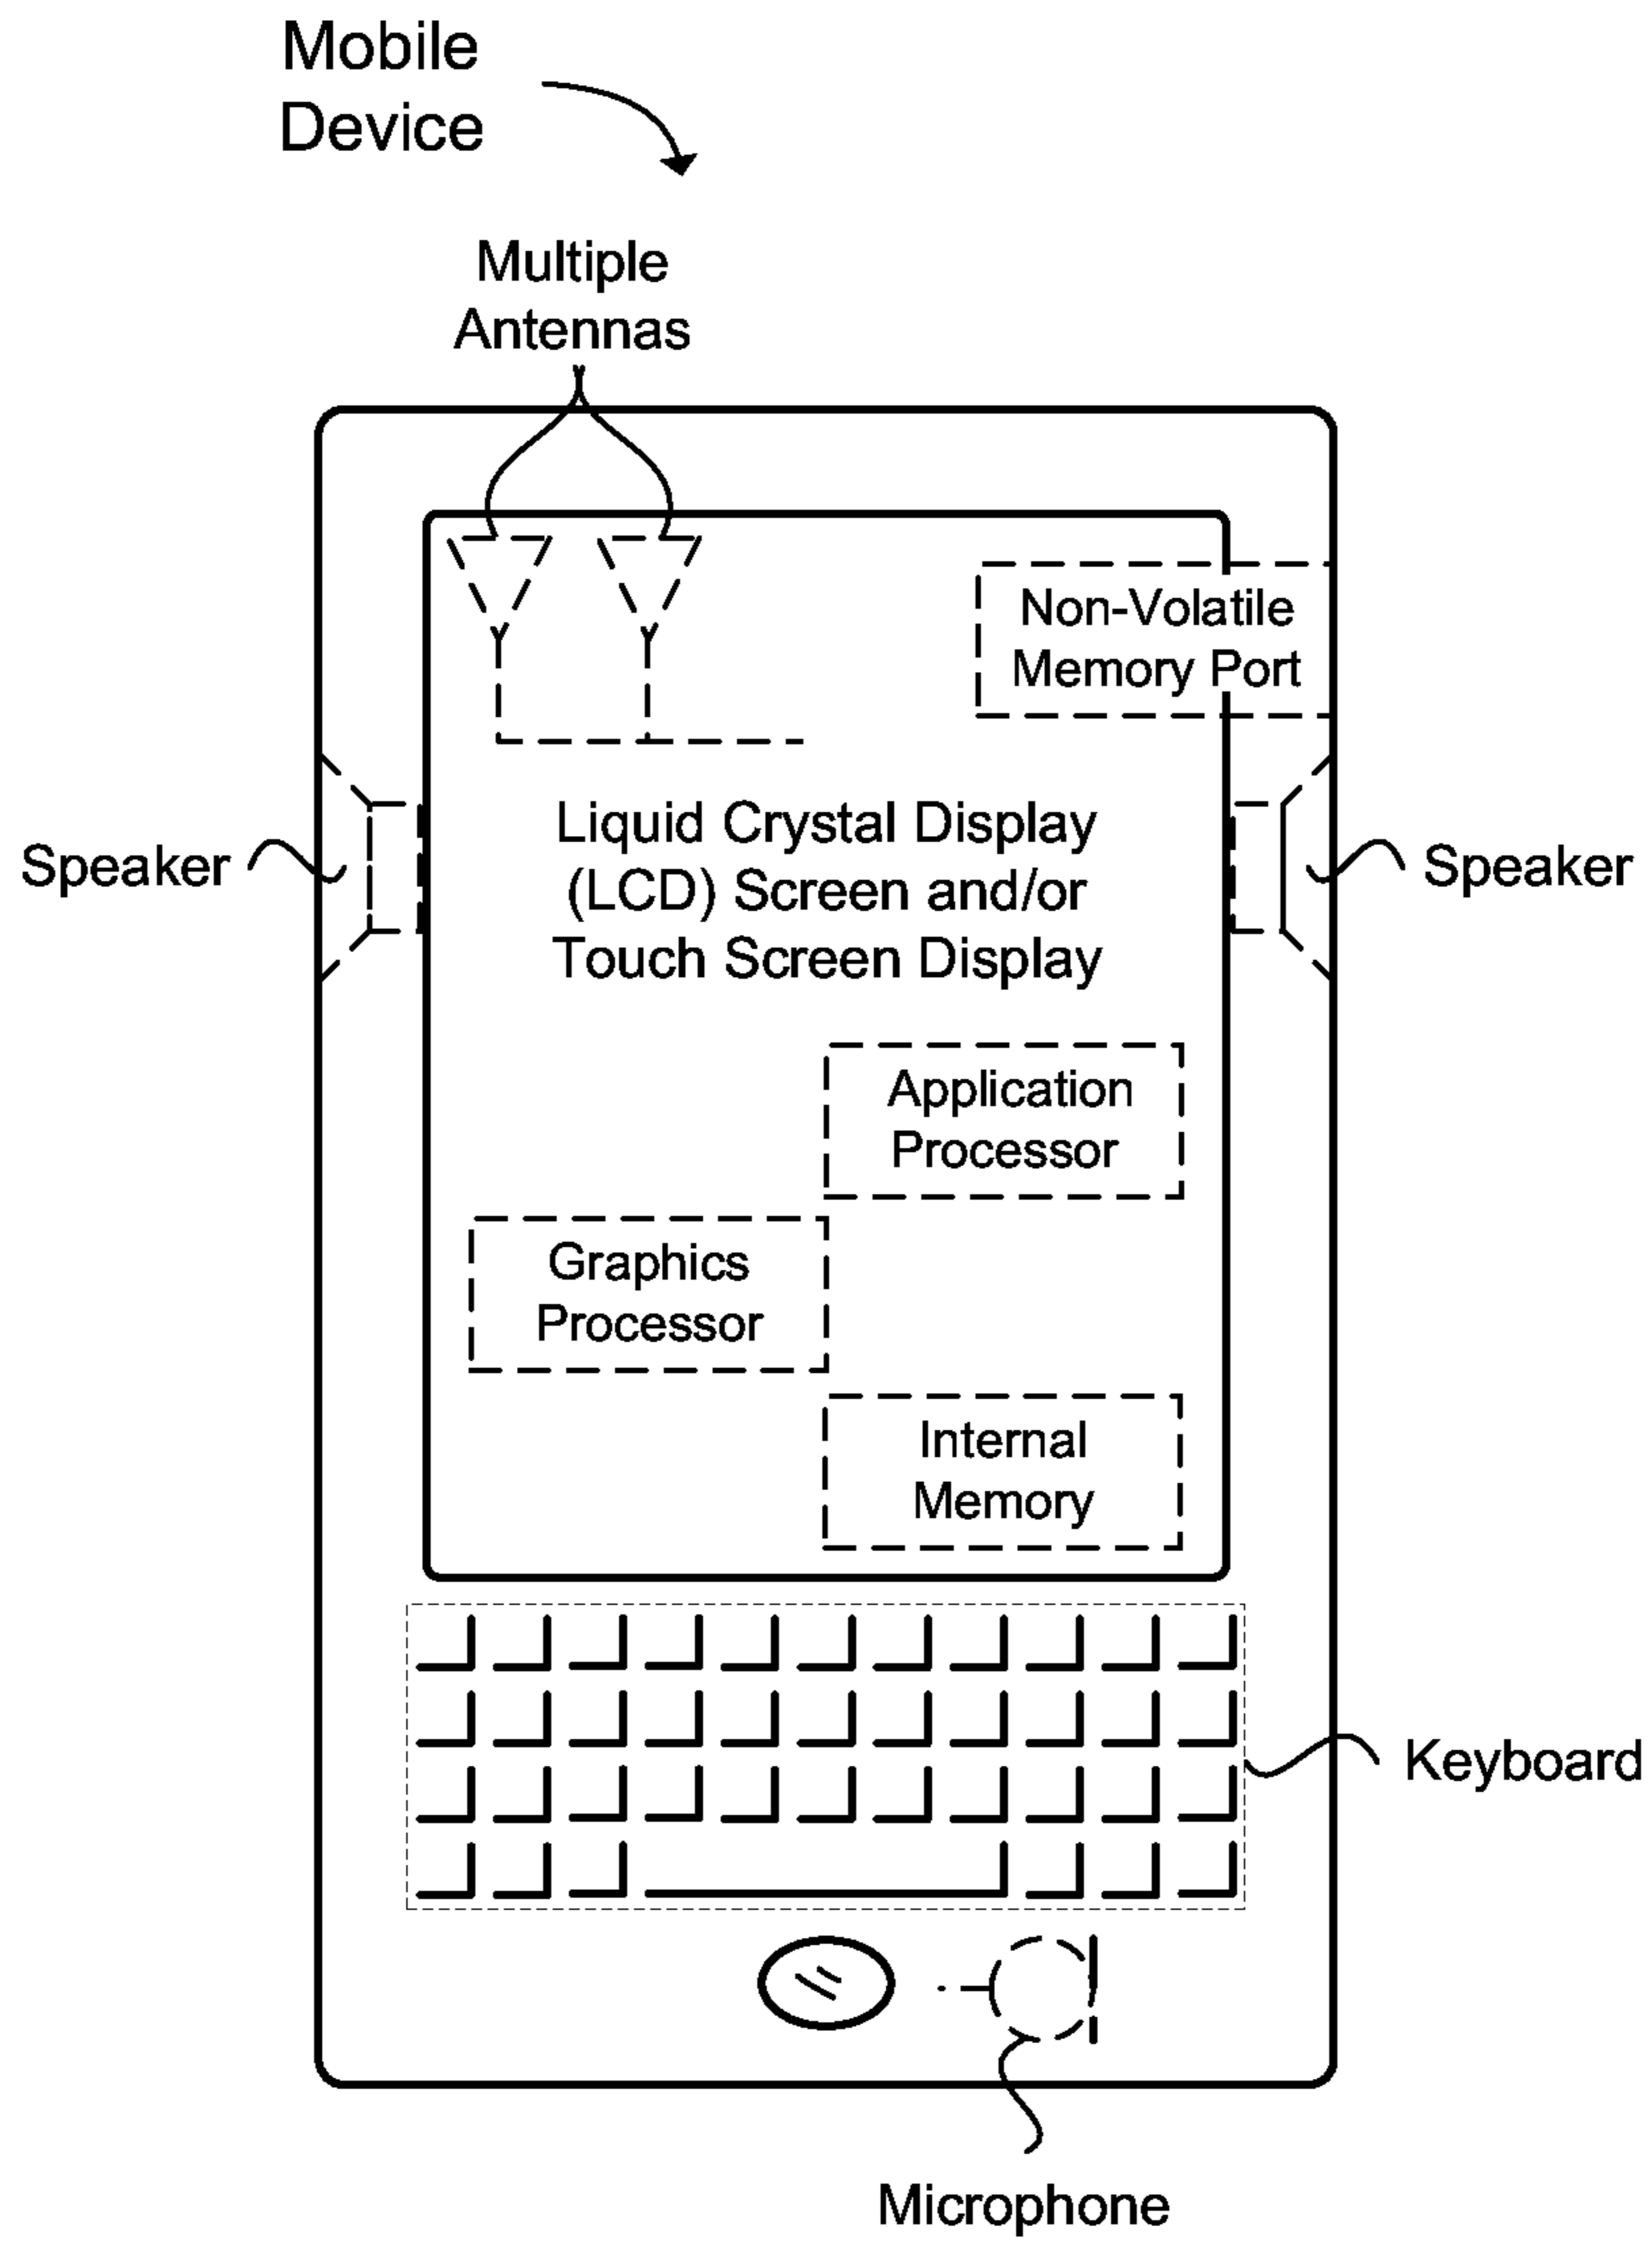 Mobile
Device
Multiple
Antennas
Non-Volatile
Memory Port
Liquid Crystal Display
(LCD) Screen and/or
Touch Screen Display
Speaker
Speaker
Application
Processor
Graphics
Processor
Internal
Memory
Keyboard
Microphone